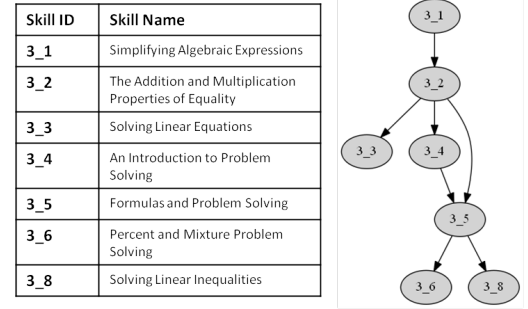 Skill ID Skill Name
3_1 Simplifying Algebraic Expressions
3_2 The Addition and Multiplication
Properties of Equality
3_3 Solving Linear Equations
3_4 An Introduction to Problem
Solving
3_5 Formulas and Problem Solving
3_6 Percent and Mixture Problem
Solving
3_8 Solving Linear Inequalities
3_1
3_2
3_3 3_4
3_5
3_6 3_8